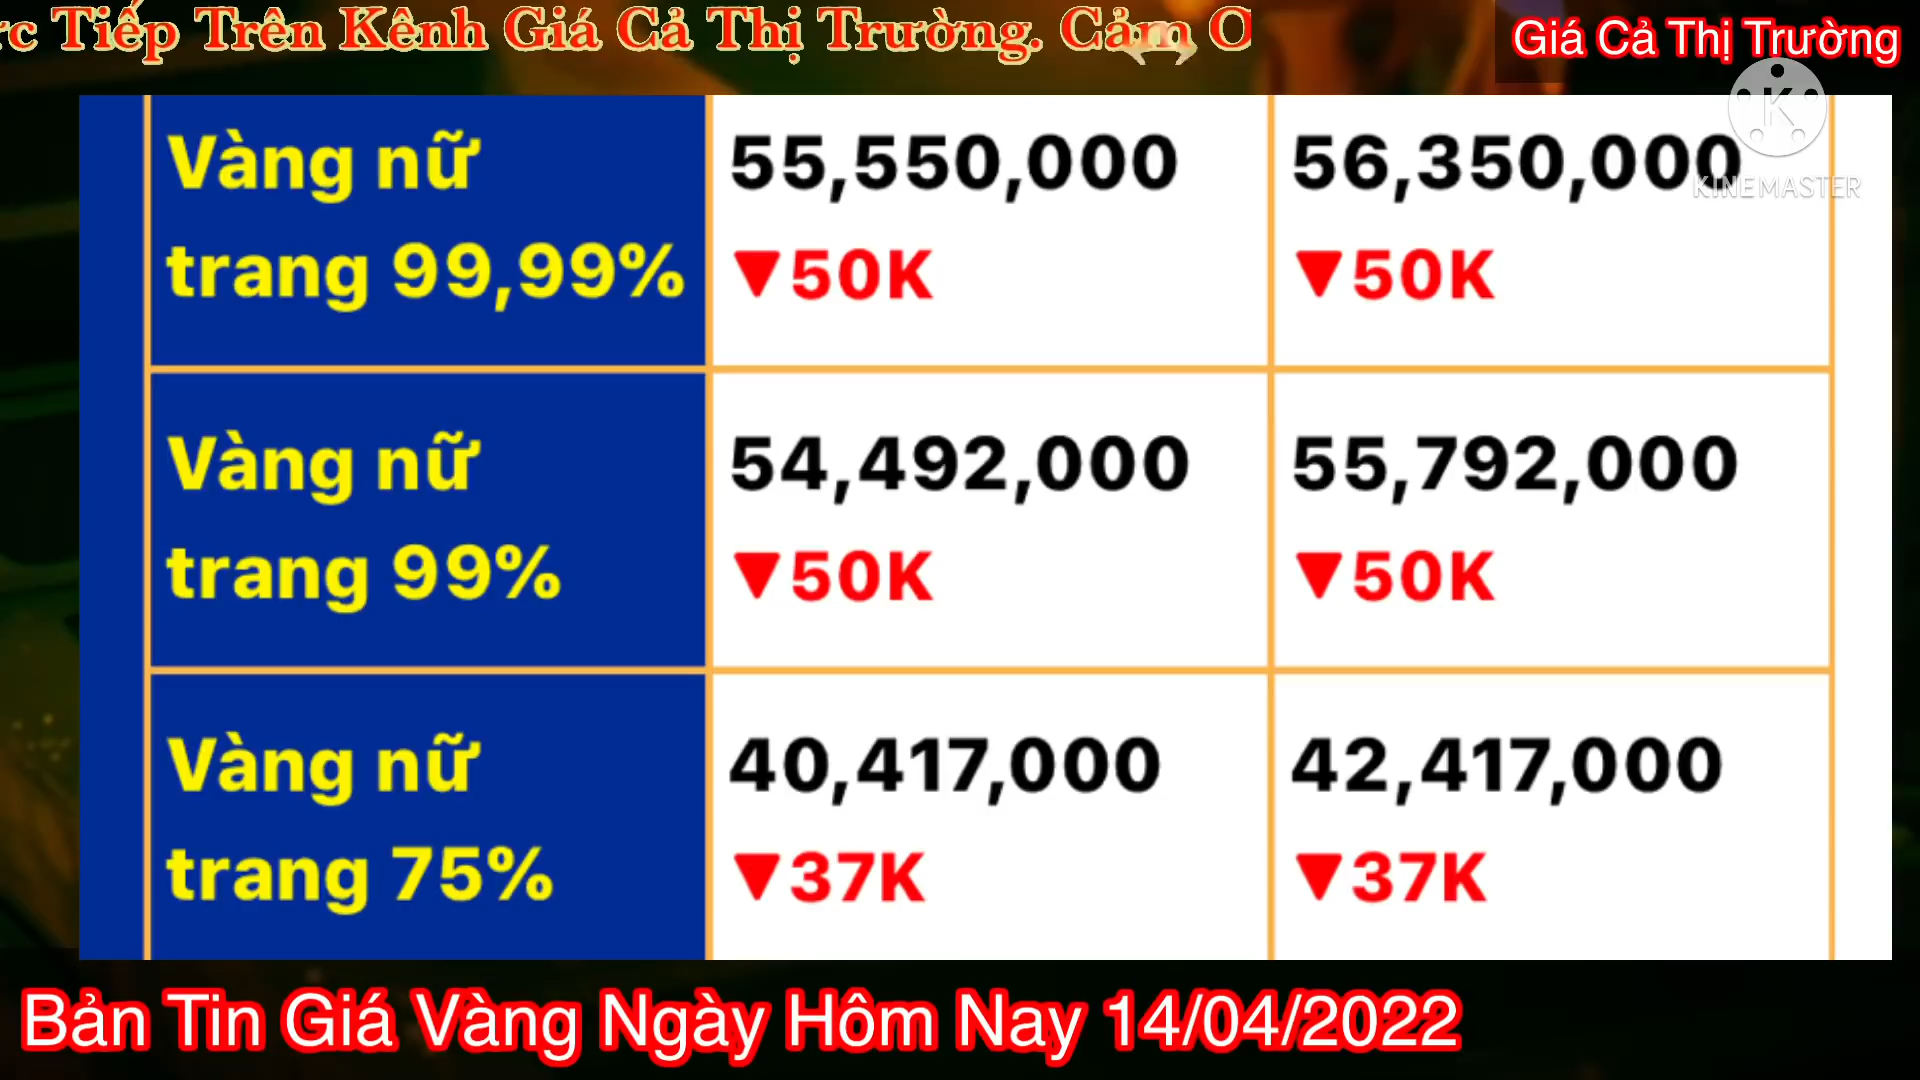 Tiếp Trên Kênh Giá Cả Thị Trường. Cảm O
Giá Cả Thị Trường
KINEMASTER
Vàng nữ
trang 99,99%
55,550,000
▼50K
56,350,000
▼50K
Vàng nữ
trang 99%
54,492,000
▼50K
55,792,000
▼50K
Vàng nữ
trang 75%
40,417,000
▼37K
42,417,000
▼37K
Bản Tin Giá Vàng Ngày Hôm Nay 14/04/2022